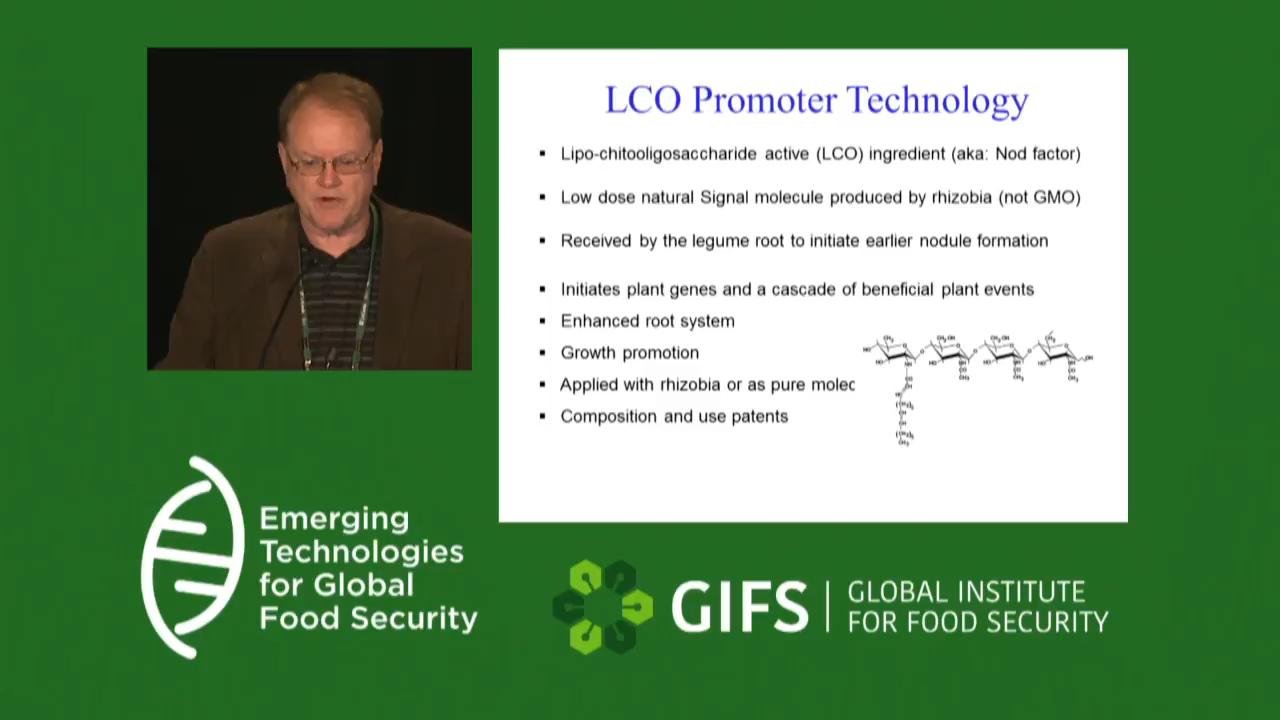 LCO Promoter Technology
▪ Lipo-chitooligosaccharide active (LCO) ingredient (aka: Nod factor)
▪ Low dose natural Signal molecule produced by rhizobia (not GMO)
▪ Received by the legume root to initiate earlier nodule formation
▪ Initiates plant genes and a cascade of beneficial plant events
▪ Enhanced root system
▪ Growth promotion
▪ Applied with rhizobia or as pure molec
▪ Composition and use patents
Emerging
Technologies
for Global
Food Security
GIFS
GLOBAL INSTITUTE
FOR FOOD SECURITY